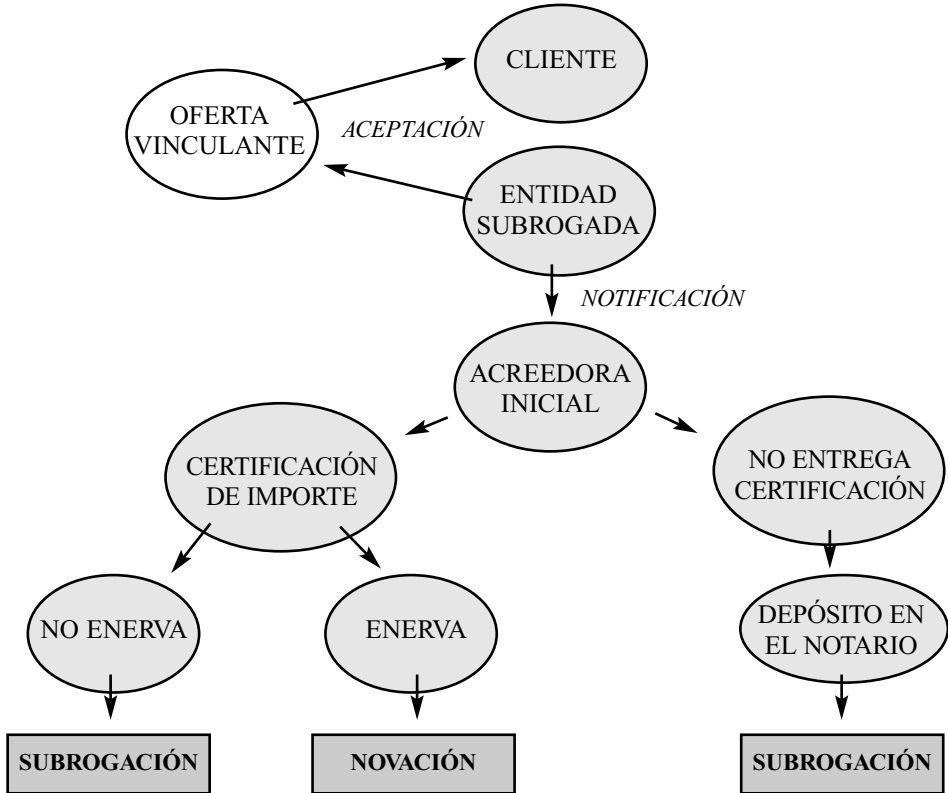 CLIENTE
OFERTA
VINCULANTE
ACEPTACIÓN
ENTIDAD
SUBROGADA
NOTIFICACIÓN
ACREEDORA
INICIAL
CERTIFICACIÓN
DE IMPORTE
NO ENTREGA
CERTIFICACIÓN
NO ENERVA
ENERVA
DEPÓSITO EN
EL NOTARIO
SUBROGACIÓN
NOVACIÓN
SUBROGACIÓN